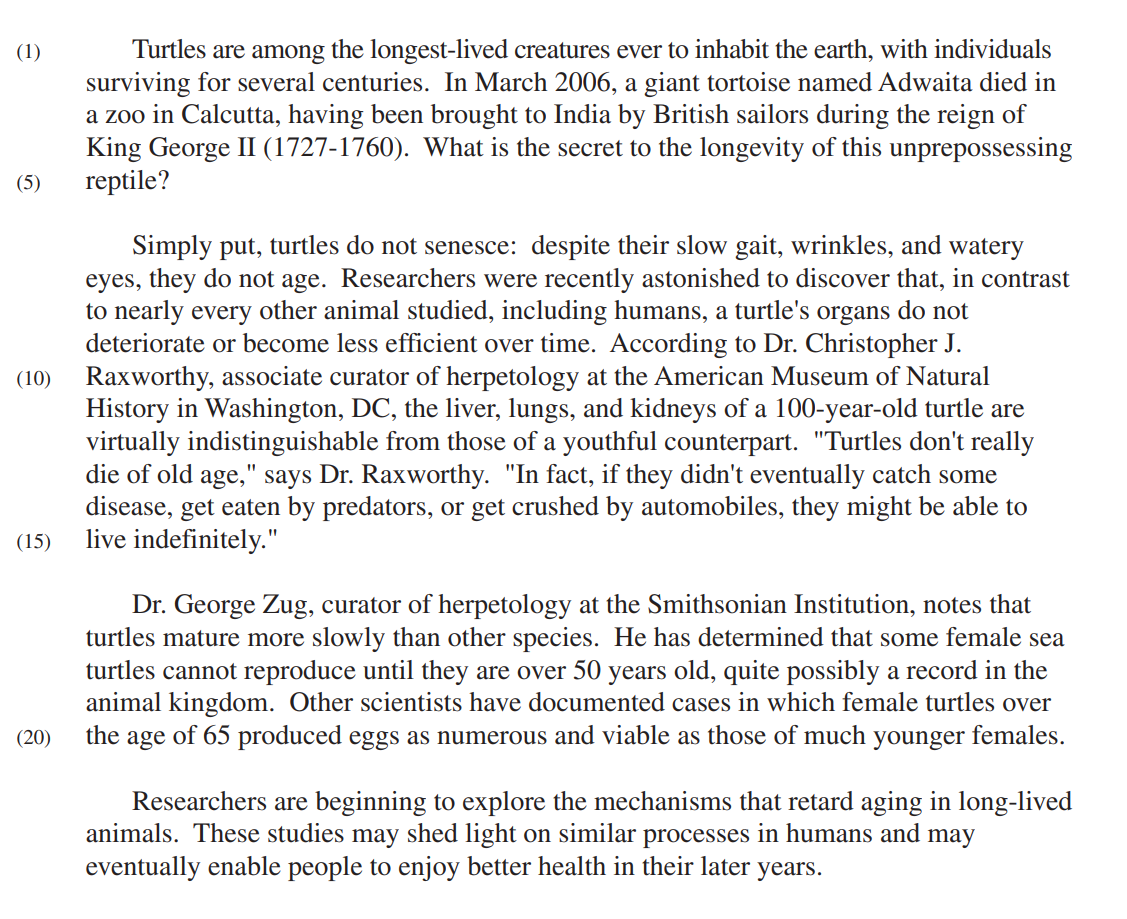 (1) Turtles are among the longest-lived creatures ever to inhabit the earth, with individuals
surviving for several centuries. In March 2006, a giant tortoise named Adwaita died in
a zoo in Calcutta, having been brought to India by British sailors during the reign of
King George II (1727-1760). What is the secret to the longevity of this unprepossessing
(5) reptile?
Simply put, turtles do not senesce: despite their slow gait, wrinkles, and watery
eyes, they do not age. Researchers were recently astonished to discover that, in contrast
to nearly every other animal studied, including humans, a turtle's organs do not
deteriorate or become less efficient over time. According to Dr. Christopher J.
(10) Raxworthy, associate curator of herpetology at the American Museum of Natural
History in Washington, DC, the liver, lungs, and kidneys of a 100-year-old turtle are
virtually indistinguishable from those of a youthful counterpart. "Turtles don't really
die of old age," says Dr. Raxworthy. "In fact, if they didn't eventually catch some
disease, get eaten by predators, or get crushed by automobiles, they might be able to
(15) live indefinitely."
Dr. George Zug, curator of herpetology at the Smithsonian Institution, notes that
turtles mature more slowly than other species. He has determined that some female sea
turtles cannot reproduce until they are over 50 years old, quite possibly a record in the
animal kingdom. Other scientists have documented cases in which female turtles over
(20) the age of 65 produced eggs as numerous and viable as those of much younger females.
Researchers are beginning to explore the mechanisms that retard aging in long-lived
animals. These studies may shed light on similar processes in humans and may
eventually enable people to enjoy better health in their later years.